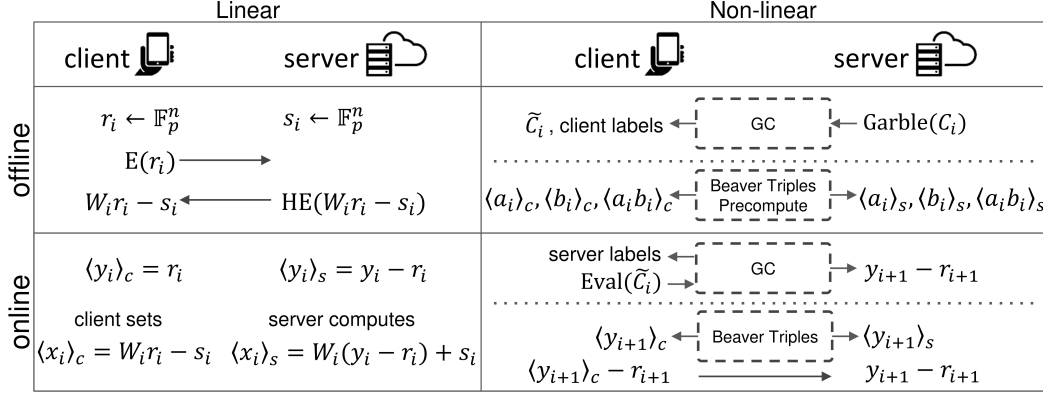 Linear
Non-linear
client
server
client
server
offline
r_i ← 𝔽_p^n
s_i ← 𝔽_p^n
E(r_i)
W_i r_i − s_i
HE(W_i r_i − s_i)
C̃_i , client labels
GC
Garble(C_i)
⟨a_i⟩_c, ⟨b_i⟩_c, ⟨a_i b_i⟩_c
Beaver Triples
Precompute
⟨a_i⟩_s, ⟨b_i⟩_s, ⟨a_i b_i⟩_s
online
⟨y_i⟩_c = r_i
⟨y_i⟩_s = y_i − r_i
client sets
server computes
⟨x_i⟩_c = W_i r_i − s_i
⟨x_i⟩_s = W_i(y_i − r_i) + s_i
server labels
Eval(C̃_i)
GC
y_{i+1} − r_{i+1}
⟨y_{i+1}⟩_c
Beaver Triples
⟨y_{i+1}⟩_s
⟨y_{i+1}⟩_c − r_{i+1}
y_{i+1} − r_{i+1}